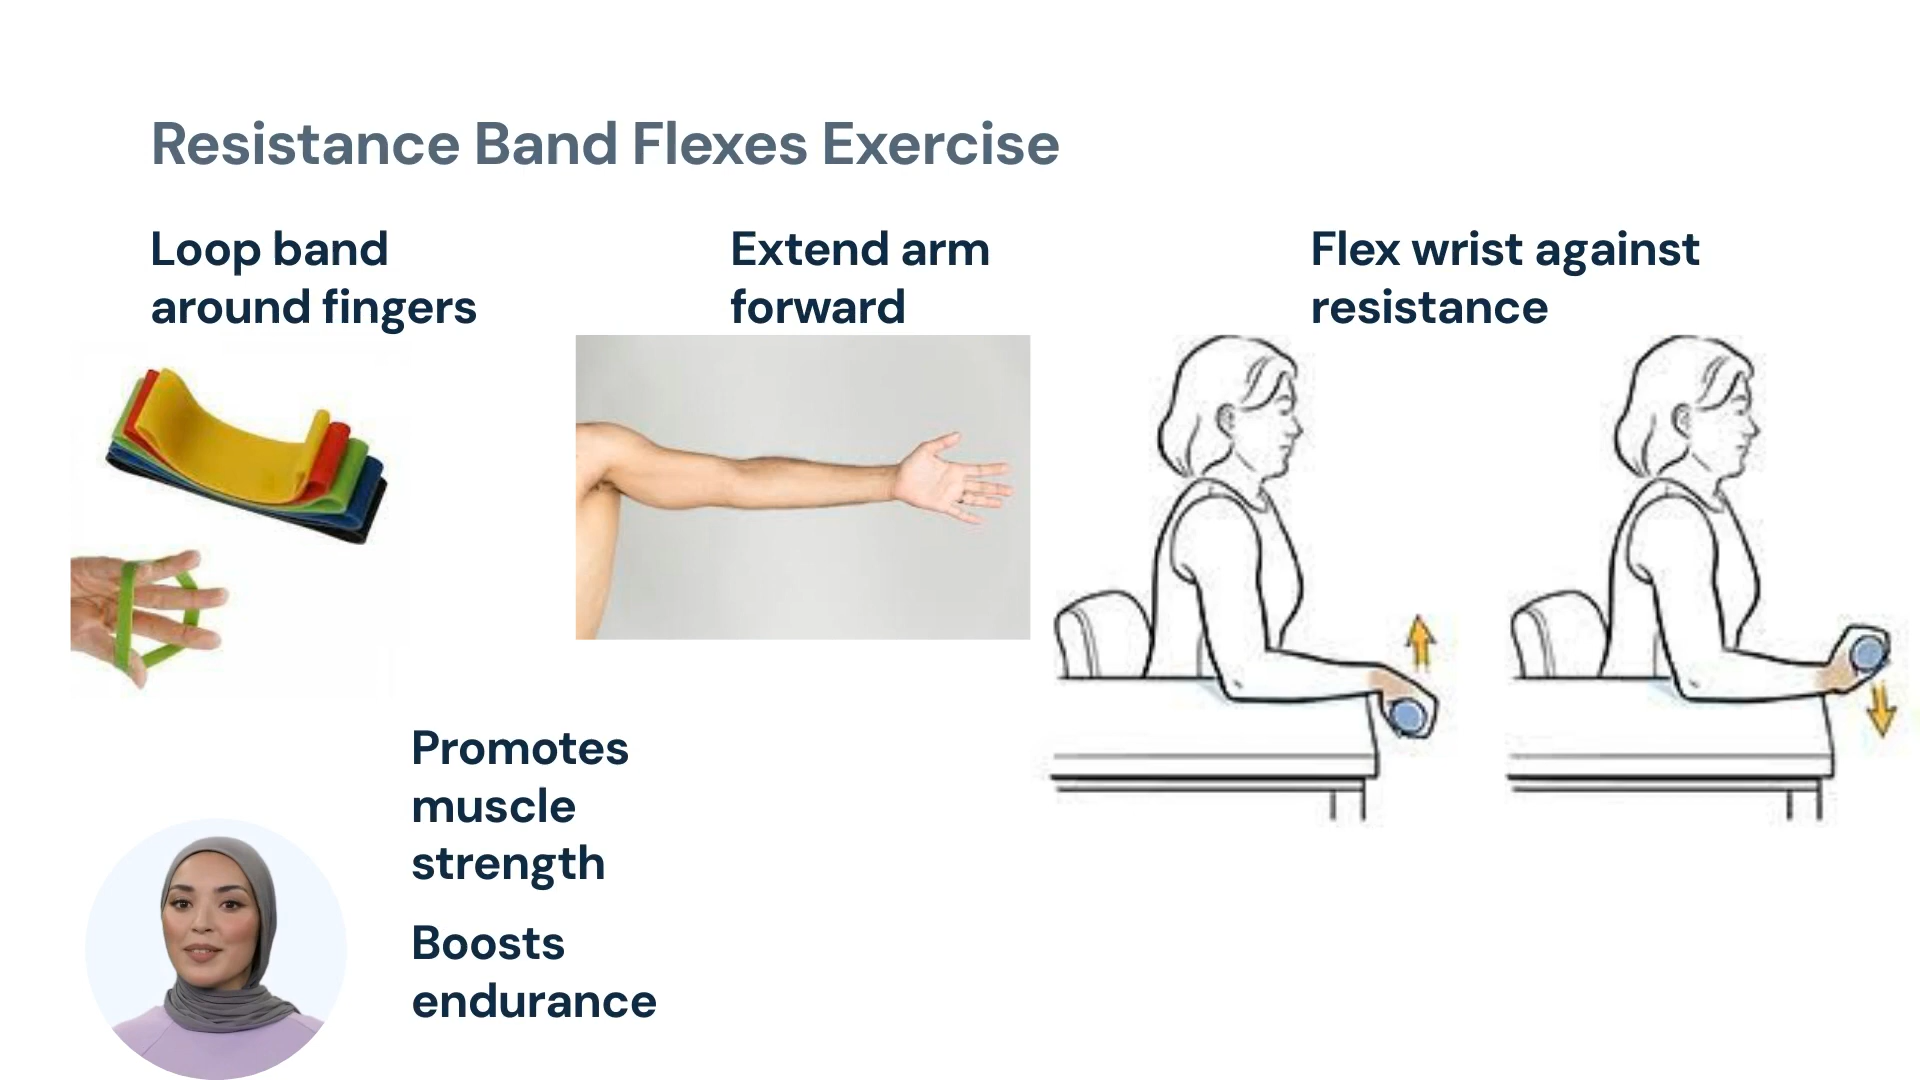 Resistance Band Flexes Exercise
Loop band
around fingers
Extend arm
forward
Flex wrist against
resistance
Promotes
muscle
strength
Boosts
endurance